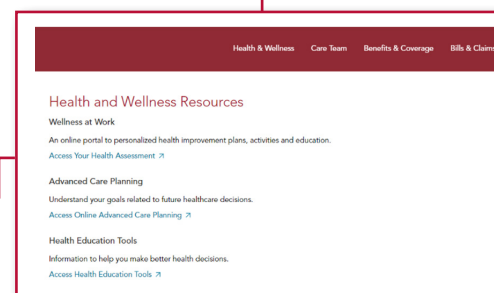 Health & Wellness Care Team Benefits & Coverage Bills & Claims
Health and Wellness Resources
Wellness at Work
An online portal to personalized health improvement plans, activities and education.
Access Your Health Assessment ↗
Advanced Care Planning
Understand your goals related to future healthcare decisions.
Access Online Advanced Care Planning ↗
Health Education Tools
Information to help you make better health decisions.
Access Health Education Tools ↗